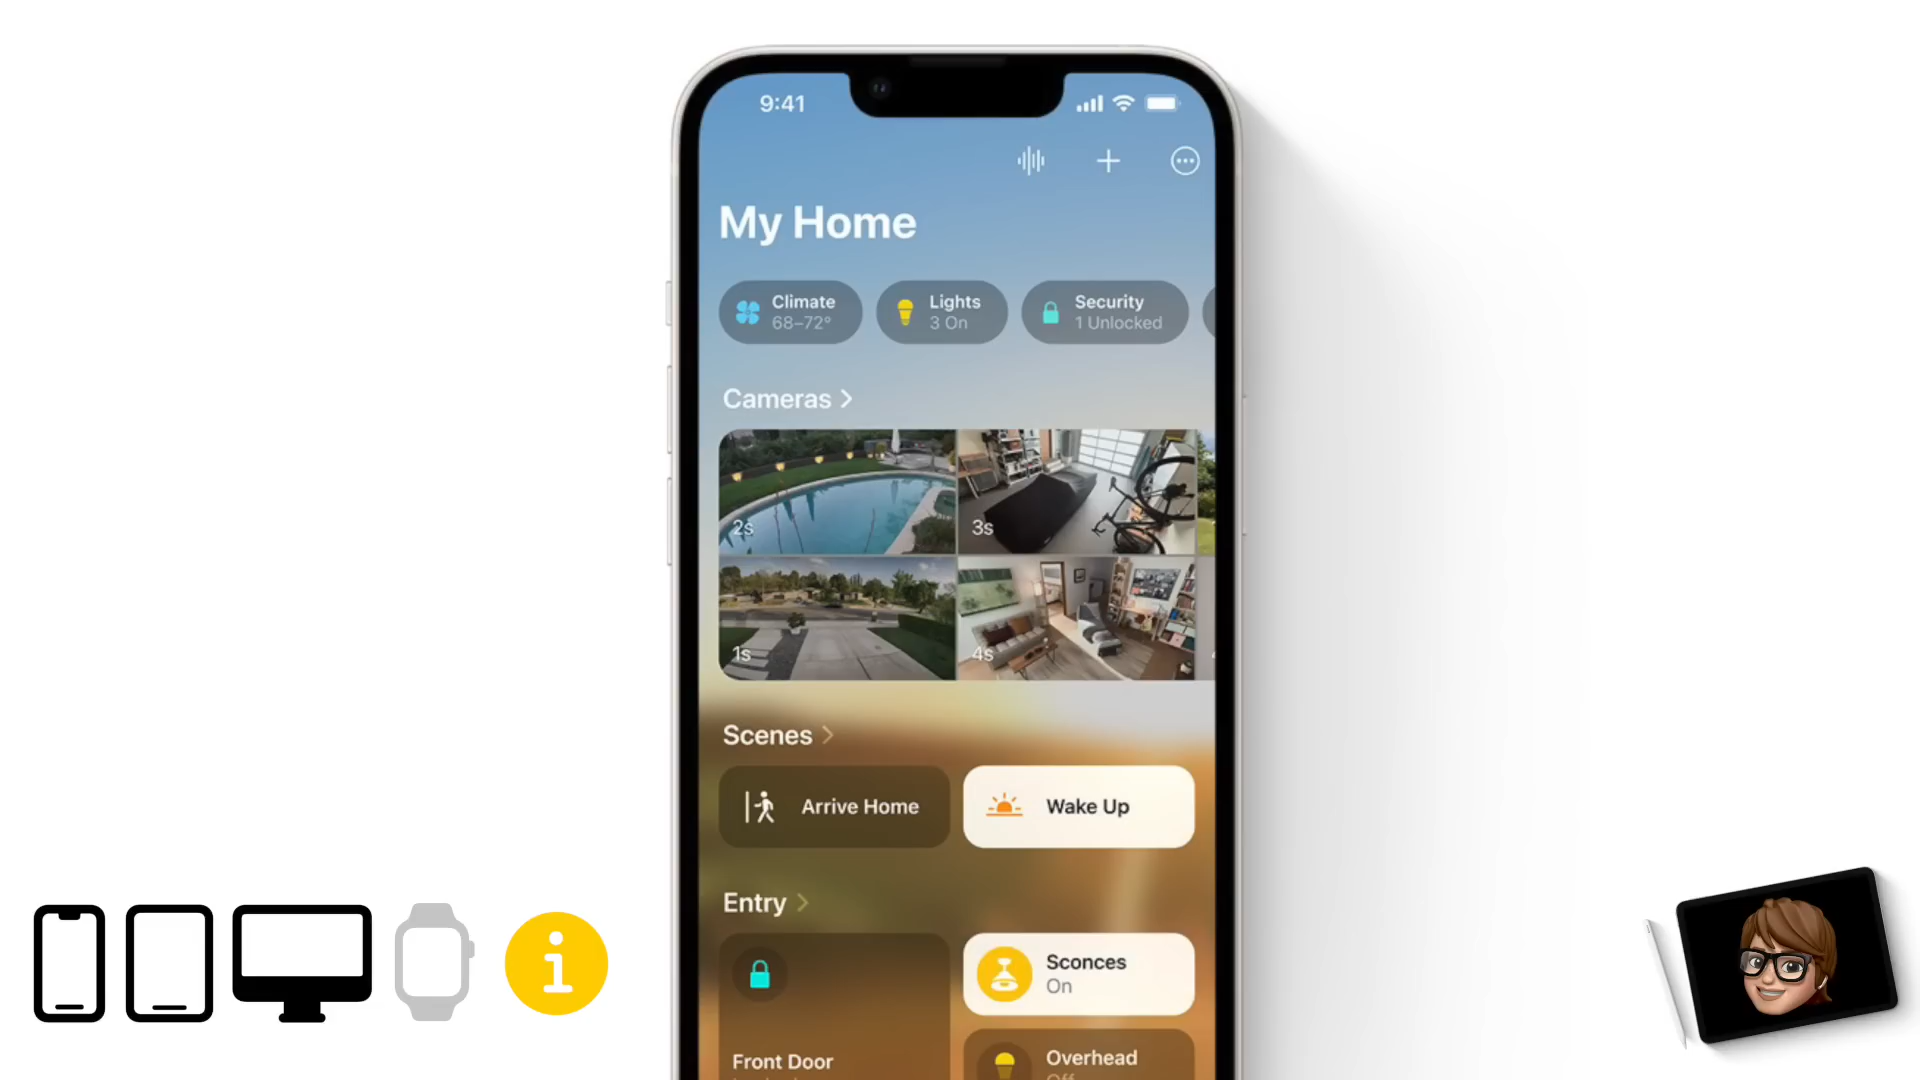 9:41
My Home
Climate
68–72°
Lights
3 On
Security
1 Unlocked
Cameras
2s
3s
1s
4s
Scenes
Arrive Home
Wake Up
Entry
Sconces
On
Front Door
Overhead
Off